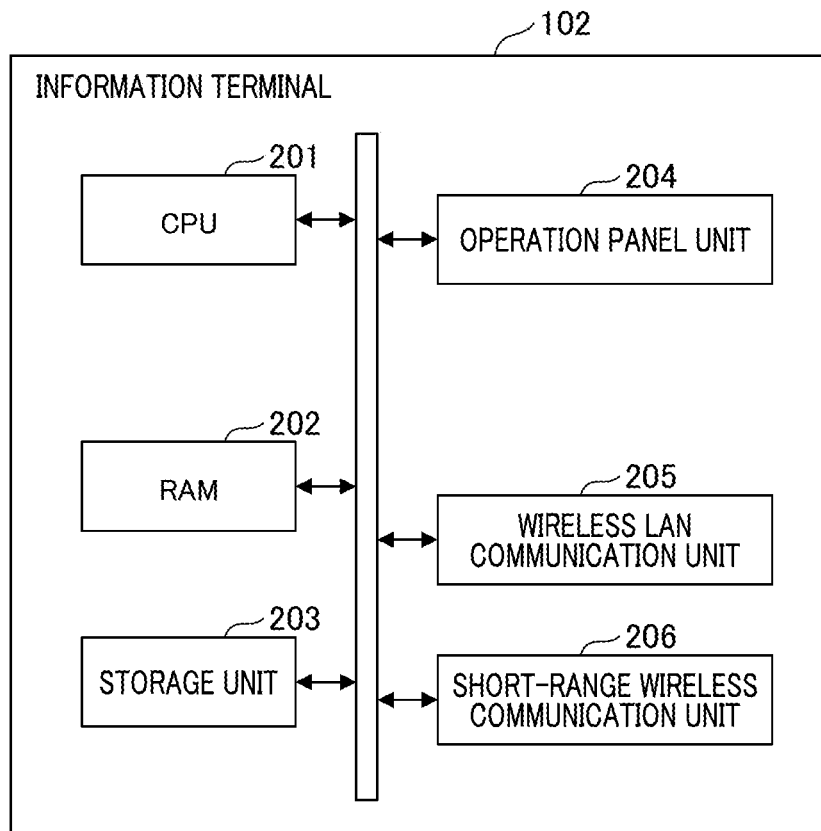 102
INFORMATION TERMINAL
201
CPU
204
OPERATION PANEL UNIT
202
RAM
205
WIRELESS LAN
COMMUNICATION UNIT
203
STORAGE UNIT
206
SHORT-RANGE WIRELESS
COMMUNICATION UNIT